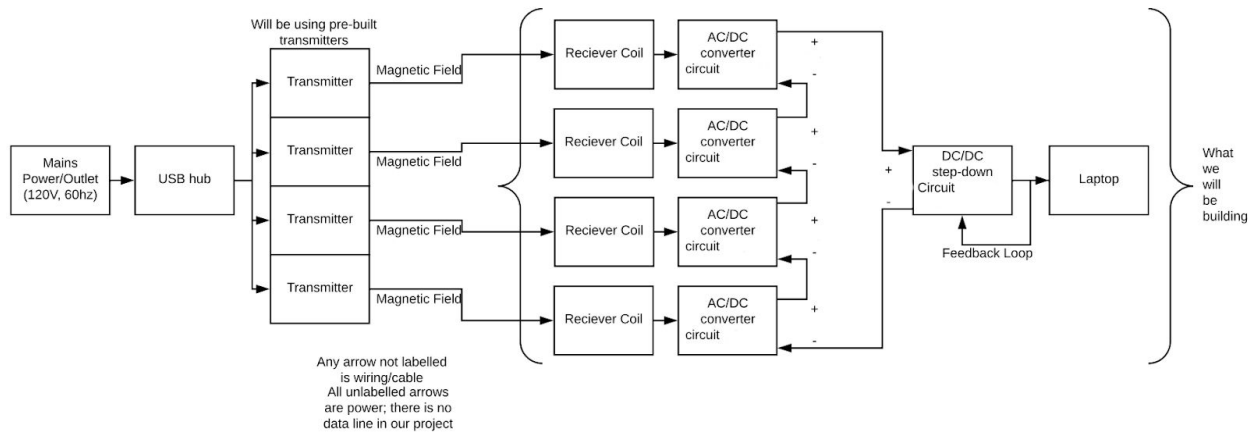 Will be using pre-built
transmitters
Mains
Power/Outlet
(120V, 60hz)
USB hub
Transmitter
Transmitter
Transmitter
Transmitter
Magnetic Field
Magnetic Field
Magnetic Field
Magnetic Field
Reciever Coil
Reciever Coil
Reciever Coil
Reciever Coil
AC/DC
converter
circuit
AC/DC
converter
circuit
AC/DC
converter
circuit
AC/DC
converter
circuit
+
-
+
-
+
-
+
-
+
-
DC/DC
step-down
Circuit
Feedback Loop
Laptop
What
we
will
be
building
Any arrow not labelled
is wiring/cable
All unlabelled arrows
are power; there is no
data line in our project